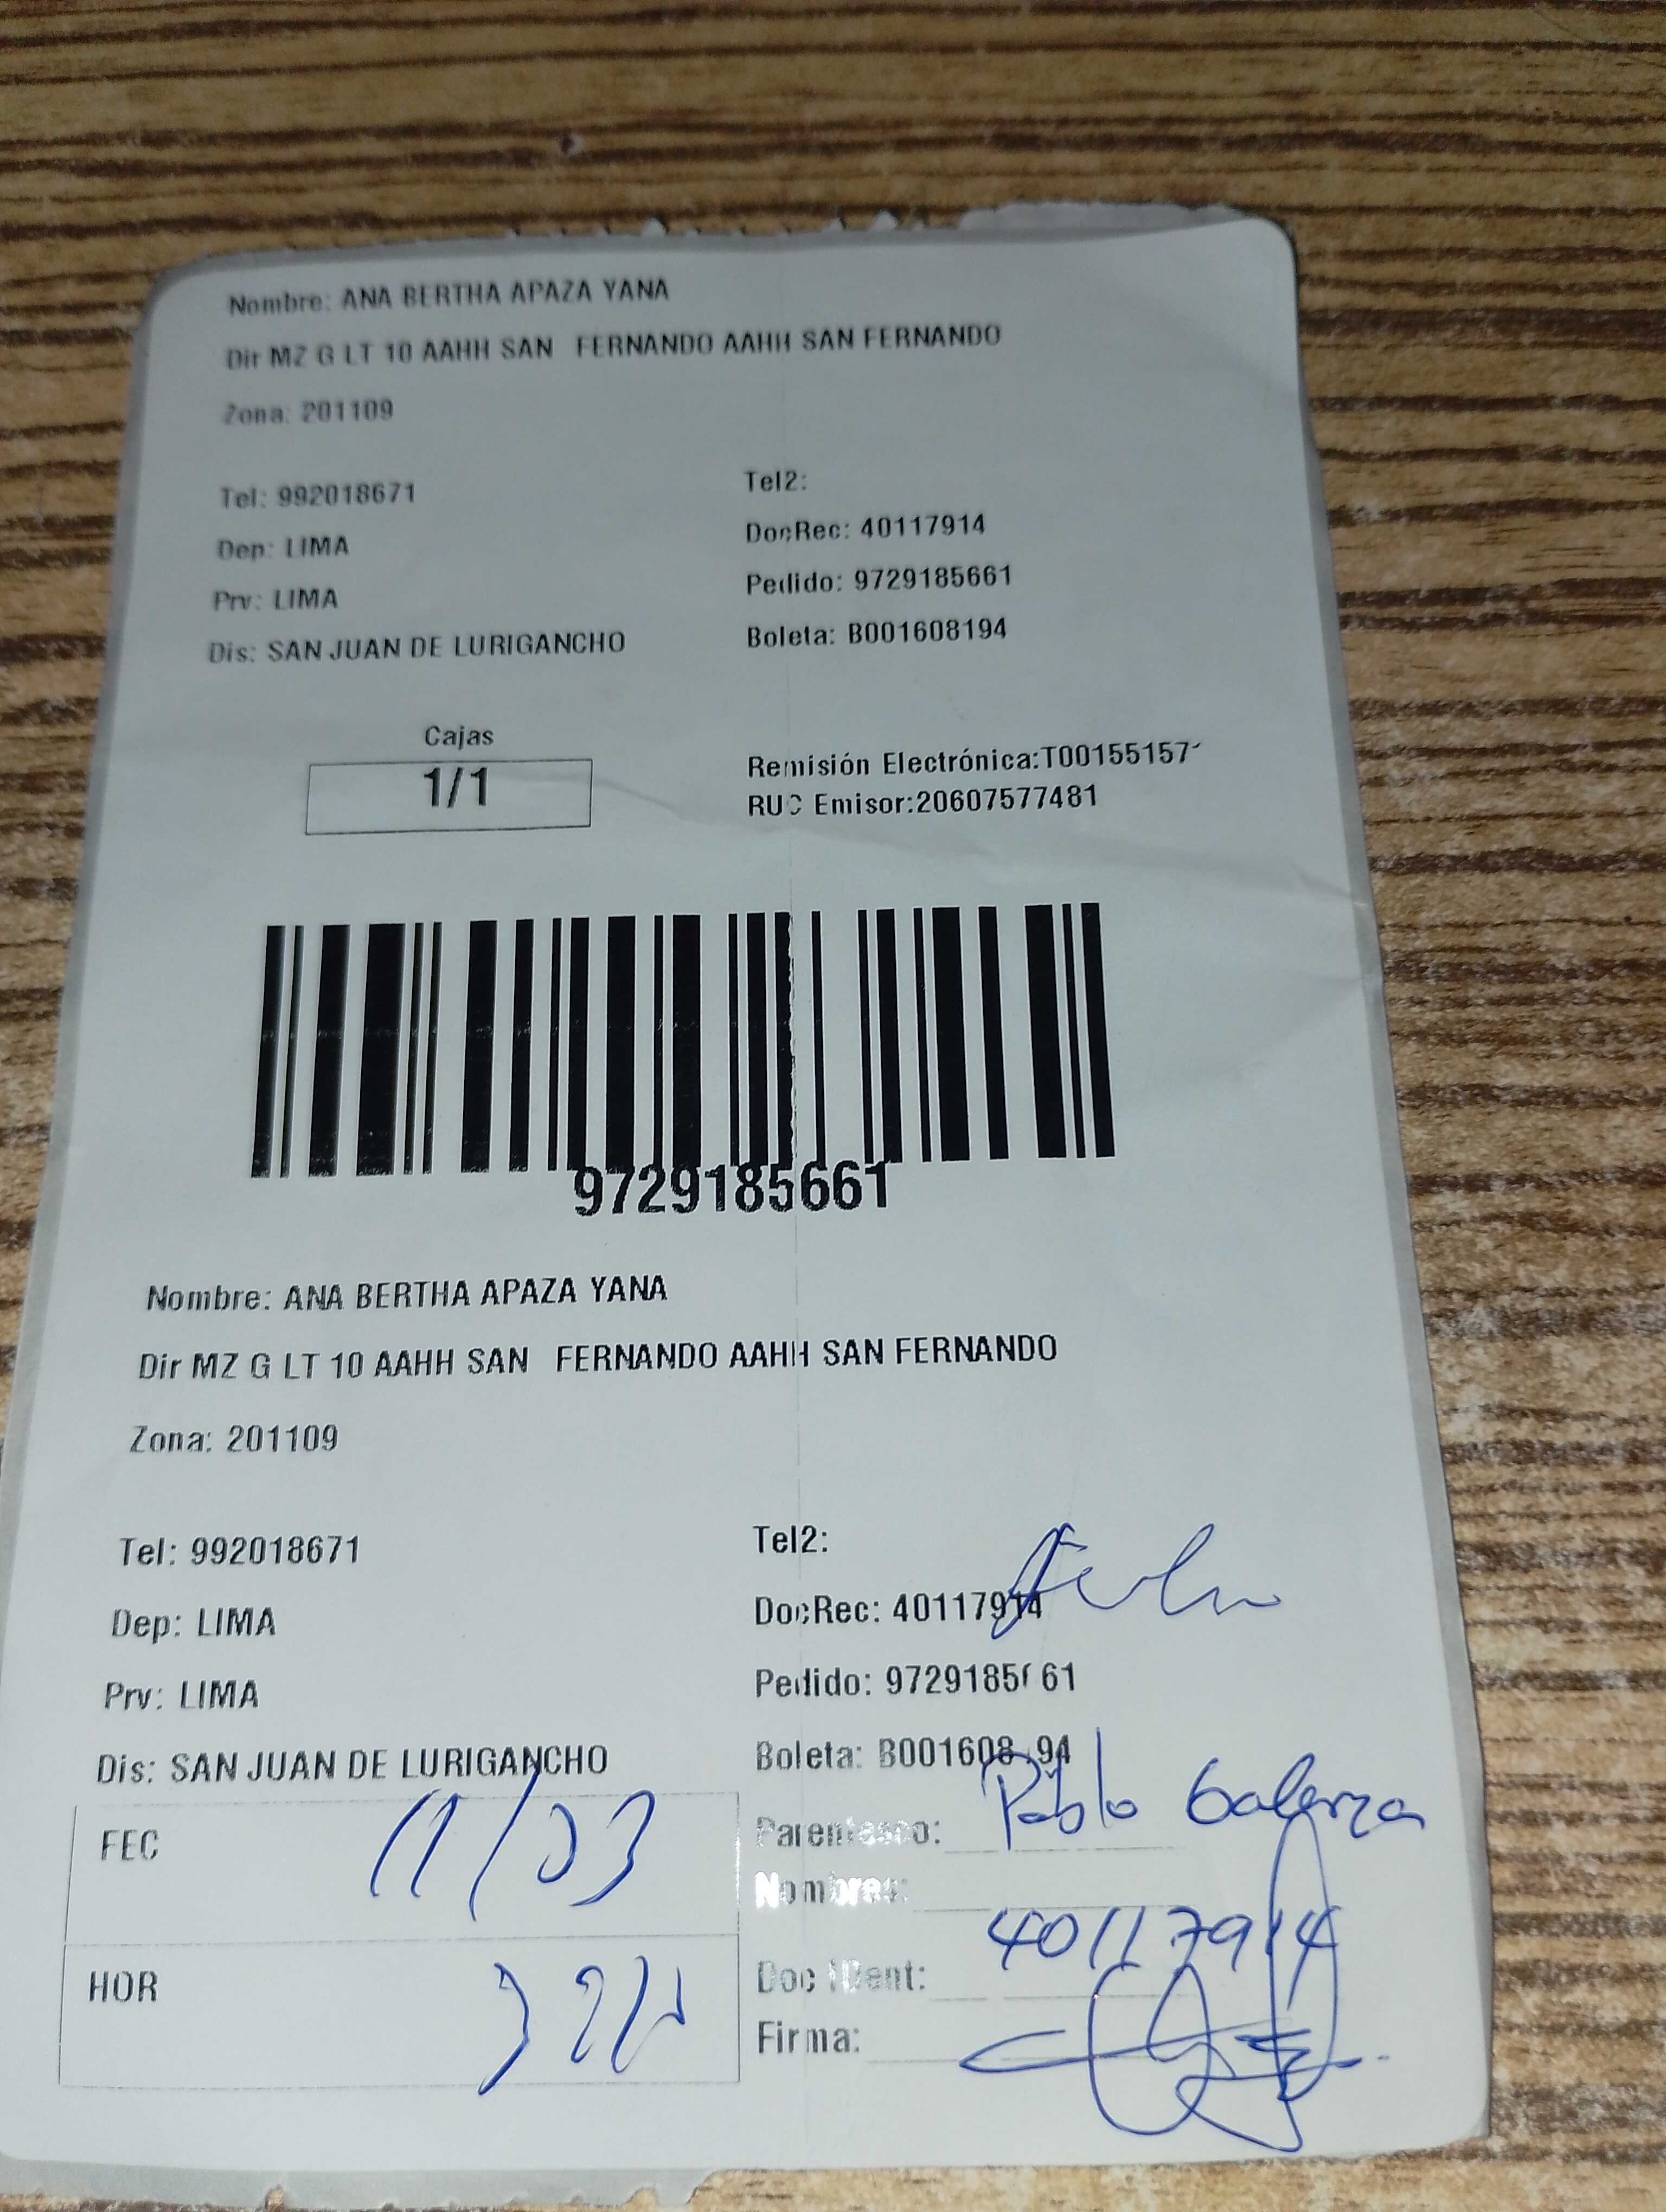 Nombre: ANA BERTHA APAZA YANA
Dir MZ G LT 10 AAHH SAN FERNANDO AAHH SAN FERNANDO
Zona: 201109
Tel: 992018671
Tel2:
Dep: LIMA
DocRec: 40117914
Prv: LIMA
Pedido: 9729185661
Dis: SAN JUAN DE LURIGANCHO
Boleta: B001608194
Cajas
1/1
Remisión Electrónica:T00155157
RUC Emisor:20607577481
9729185661
Nombre: ANA BERTHA APAZA YANA
Dir MZ G LT 10 AAHH SAN FERNANDO AAHH SAN FERNANDO
Zona: 201109
Tel: 992018671
Tel2:
Dep: LIMA
DocRec: 40117914
Prv: LIMA
Pedido: 9729185661
Dis: SAN JUAN DE LURIGANCHO
Boleta: B001608194
FEC 11/03
Parentesco: Pablo Galarza
Nombres:
HOR
Doc IDent: 40117914
Firma: